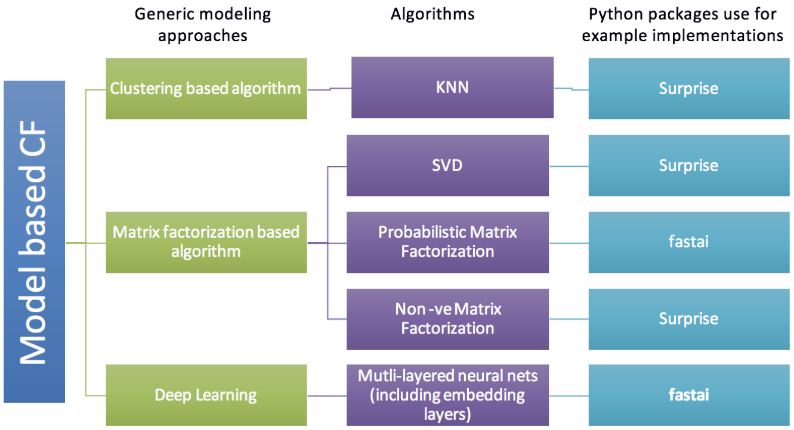 Generic modeling
approaches
Algorithms
Python packages use for
example implementations
Model based CF
Clustering based algorithm
KNN
Surprise
Matrix factorization based
algorithm
SVD
Surprise
Probabilistic Matrix
Factorization
fastai
Non -ve Matrix
Factorization
Surprise
Deep Learning
Mutli-layered neural nets
(including embedding
layers)
fastai